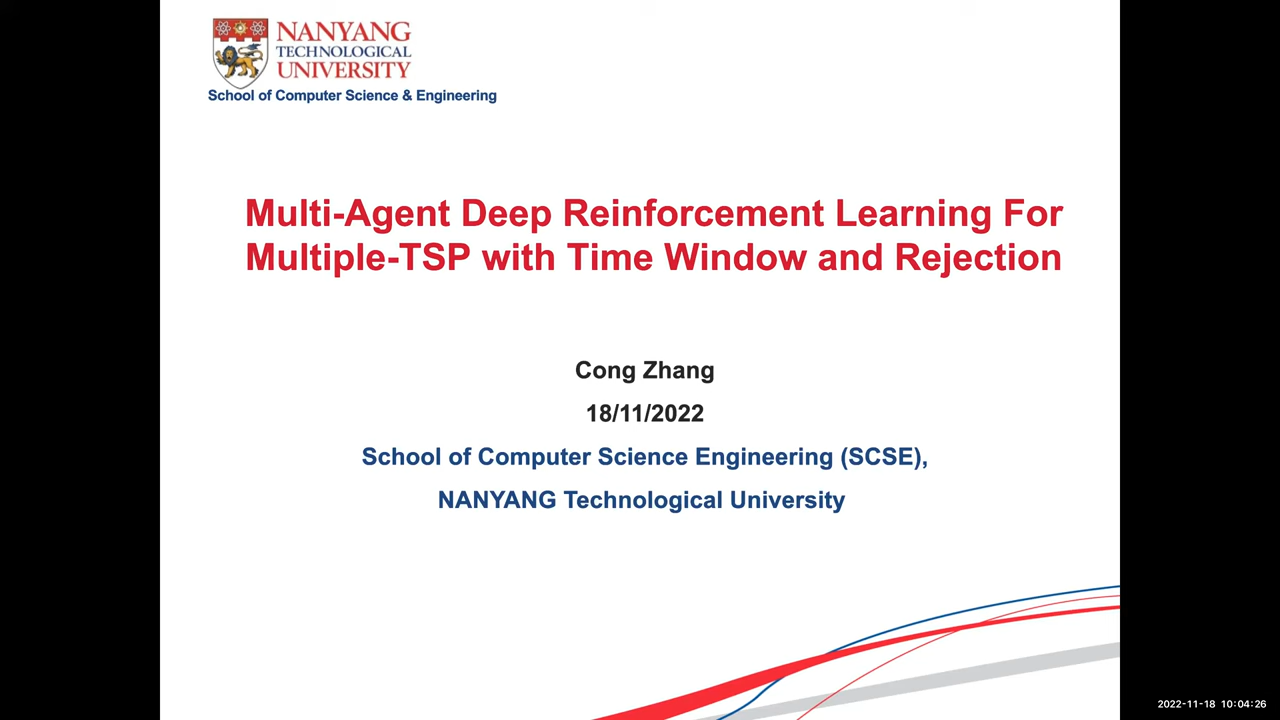 NANYANG
TECHNOLOGICAL
UNIVERSITY
School of Computer Science & Engineering
Multi-Agent Deep Reinforcement Learning For
Multiple-TSP with Time Window and Rejection
Cong Zhang
18/11/2022
School of Computer Science Engineering (SCSE),
NANYANG Technological University
2022-11-18 10:04:26